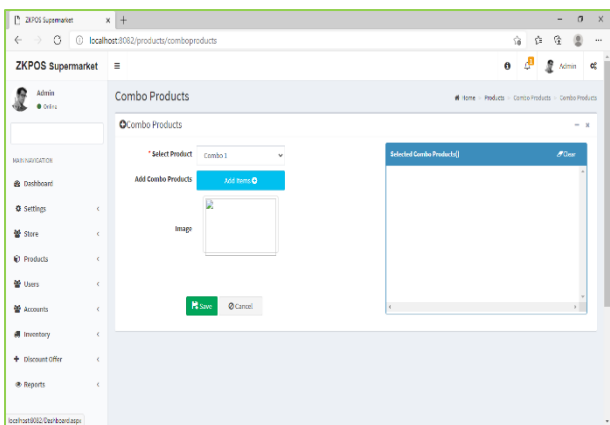 ZKPOS Supermarket
localhost:8082/products/comboproducts
ZKPOS Supermarket
Admin
Admin
Online
Combo Products
Home > Products > Combo Products > Combo Products
Combo Products
MAIN NAVIGATION
Dashboard
Settings
Store
Products
Users
Accounts
Inventory
Discount Offer
Reports
* Select Product
Combo 1
Add Combo Products
Add Items
Image
Save
Cancel
Selected Combo Products()
Clear
localhost:8082/Dashboard.aspx